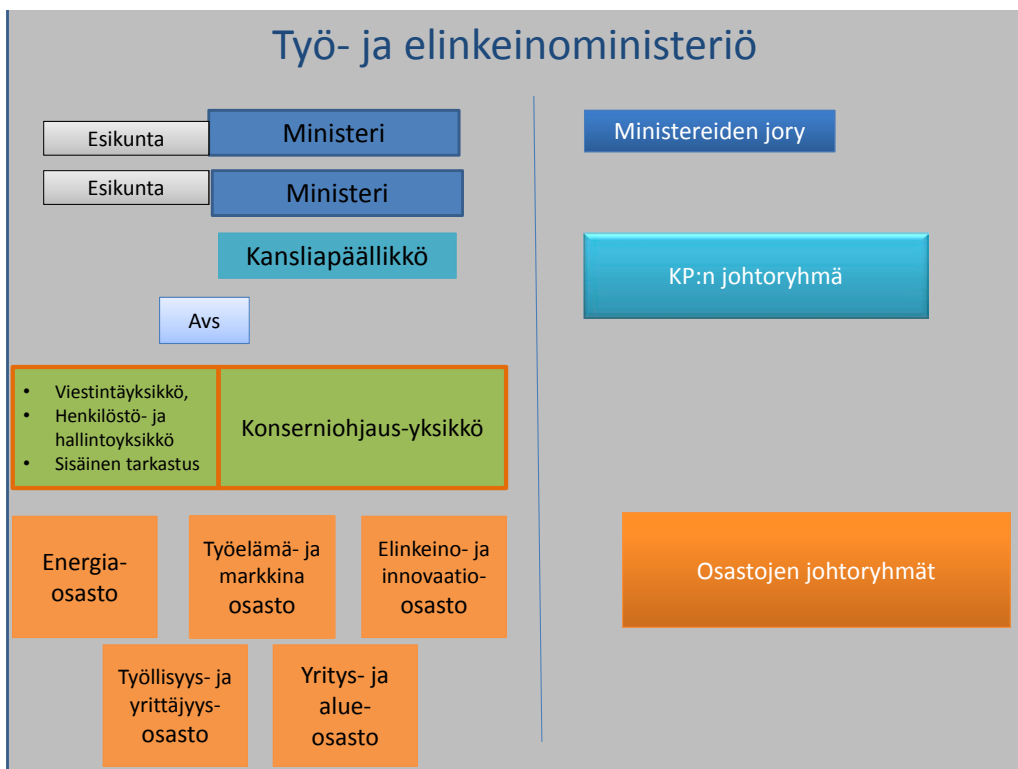 Työ- ja elinkeinoministeriö
Esikunta
Ministeri
Ministereiden jory
Esikunta
Ministeri
Kansliapäällikkö
KP:n johtoryhmä
Avs
• Viestintäyksikkö,
• Henkilöstö- ja
hallintoyksikkö
• Sisäinen tarkastus
Konserniohjaus-yksikkö
Energia-
osasto
Työelämä- ja
markkina
osasto
Elinkeino- ja
innovaatio-
osasto
Osastojen johtoryhmät
Työllisyys- ja
yrittäjyys-
osasto
Yritys- ja
alue-
osasto